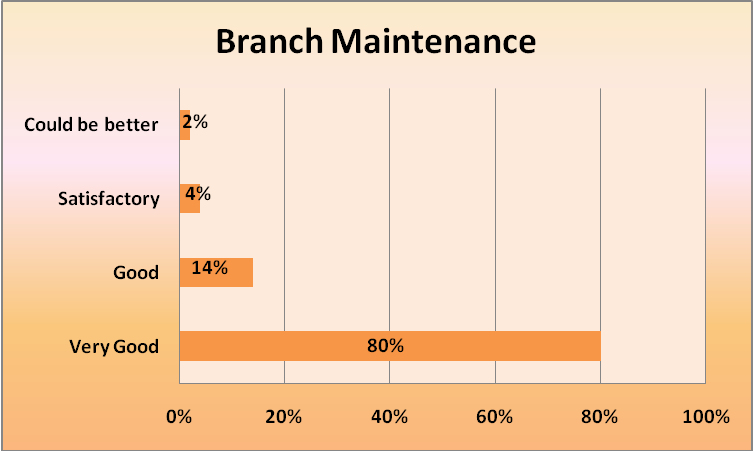 Branch Maintenance
Could be better
2%
Satisfactory
4%
Good
14%
Very Good
80%
0% 20% 40% 60% 80% 100%